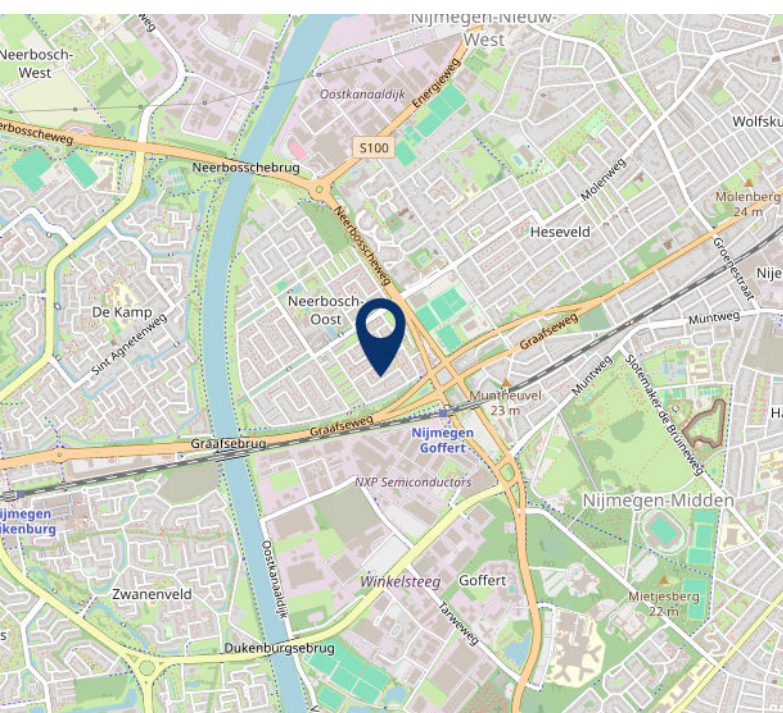 Nijmegen-Nieuw-
West
Neerbosch-
West
Oostkanaaldijk
Energieweg
Wolfsku
erbosscheweg
S100
Neerbosschebrug
Molenweg
Molenberg
24 m
Neerbosscheweg
Heseveld
Groenestraat
Nije
Neerbosch-
Oost
De Kamp
Sint Agnetenweg
Graafseweg
Muntweg
Muntweg
Slotemaker de Bruïneweg
Muntheuvel
23 m
Ha
Graafseweg
Nijmegen
Goffert
Graafsebrug
NXP Semiconductors
Nijmegen-Midden
ijmegen
ikenburg
Oostkanaaldijk
Winkelsteeg
Goffert
Zwanenveld
Mietjesberg
22 m
Tarweweg
s
Dukenburgsebrug